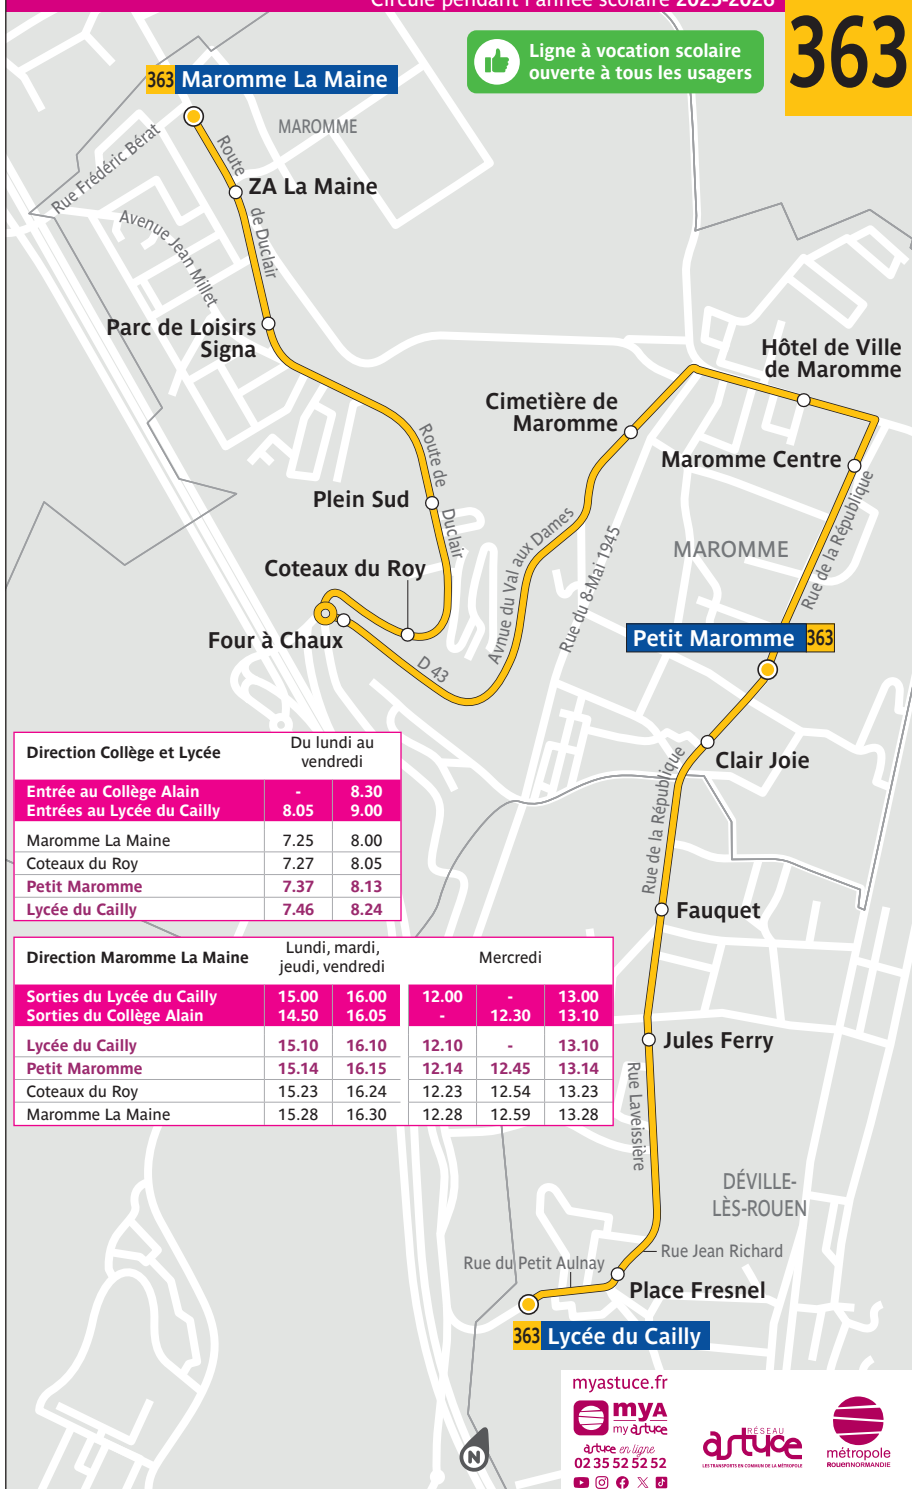 Circule pendant l'année scolaire 2025-2026
363
Ligne à vocation scolaire
ouverte à tous les usagers
363 Maromme La Maine
MAROMME
Rue Frédéric Bérat
Route
de Duclair
ZA La Maine
Avenue Jean Millet
Parc de Loisirs
Signa
Hôtel de Ville
de Maromme
Cimetière de
Maromme
Route de
Duclair
Maromme Centre
Plein Sud
Rue de la République
Avnue du Val aux Dames
Rue du 8-Mai 1945
MAROMME
Coteaux du Roy
Four à Chaux
D 43
Petit Maromme 363
Clair Joie
Rue de la République
Direction Collège et Lycée
Du lundi au
vendredi
Entrée au Collège Alain - 8.30
Entrées au Lycée du Cailly 8.05 9.00
Maromme La Maine 7.25 8.00
Coteaux du Roy 7.27 8.05
Petit Maromme 7.37 8.13
Lycée du Cailly 7.46 8.24
Fauquet
Direction Maromme La Maine
Lundi, mardi,
jeudi, vendredi
Mercredi
Sorties du Lycée du Cailly 15.00 16.00 12.00 - 13.00
Sorties du Collège Alain 14.50 16.05 - 12.30 13.10
Lycée du Cailly 15.10 16.10 12.10 - 13.10
Petit Maromme 15.14 16.15 12.14 12.45 13.14
Coteaux du Roy 15.23 16.24 12.23 12.54 13.23
Maromme La Maine 15.28 16.30 12.28 12.59 13.28
Jules Ferry
Rue Laveissière
DÉVILLE-
LÈS-ROUEN
Rue Jean Richard
Rue du Petit Aulnay
Place Fresnel
363 Lycée du Cailly
N
myastuce.fr
myA
my astuce
astuce en ligne
02 35 52 52 52
RÉSEAU
astuce
LES TRANSPORTS EN COMMUN DE LA MÉTROPOLE
métropole
ROUENNORMANDIE